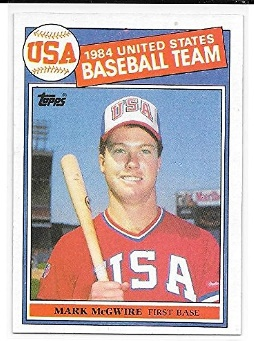 USA
1984 UNITED STATES
BASEBALL TEAM
Topps
USA
USA
MARK McGWIRE FIRST BASE